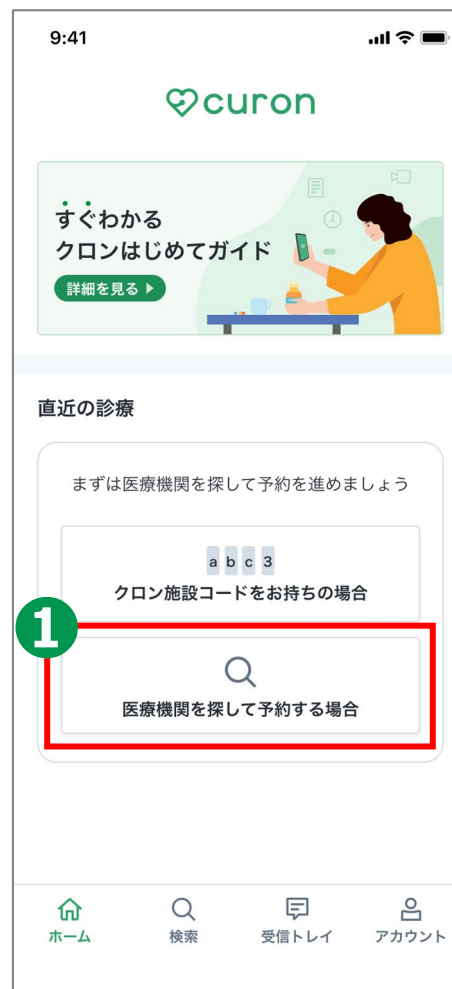 9:41
curon
すぐわかる
クロンはじめてガイド
詳細を見る
直近の診療
まずは医療機関を探して予約を進めましょう
a b c 3
クロン施設コードをお持ちの場合
1
医療機関を探して予約する場合
ホーム 検索 受信トレイ アカウント